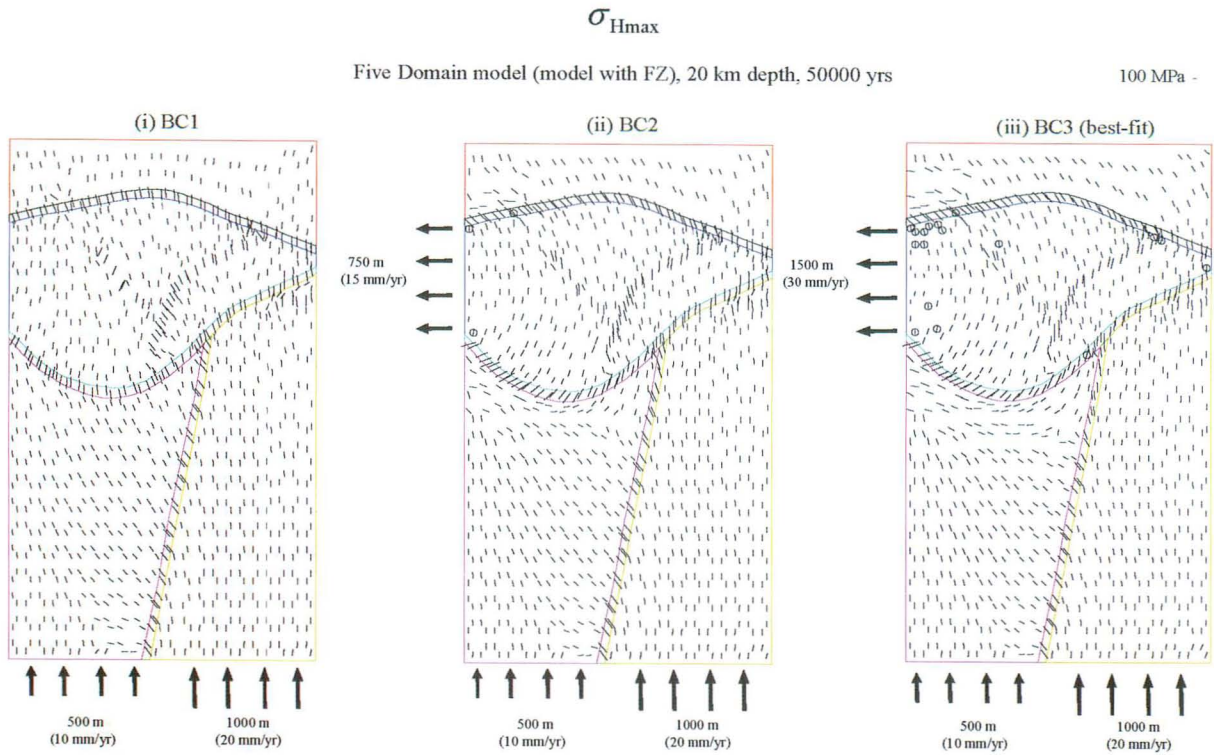 σHmax
Five Domain model (model with FZ), 20 km depth, 50000 yrs
100 MPa -
(i) BC1
(ii) BC2
(iii) BC3 (best-fit)
750 m
(15 mm/yr)
1500 m
(30 mm/yr)
500 m
(10 mm/yr)
1000 m
(20 mm/yr)
500 m
(10 mm/yr)
1000 m
(20 mm/yr)
500 m
(10 mm/yr)
1000 m
(20 mm/yr)